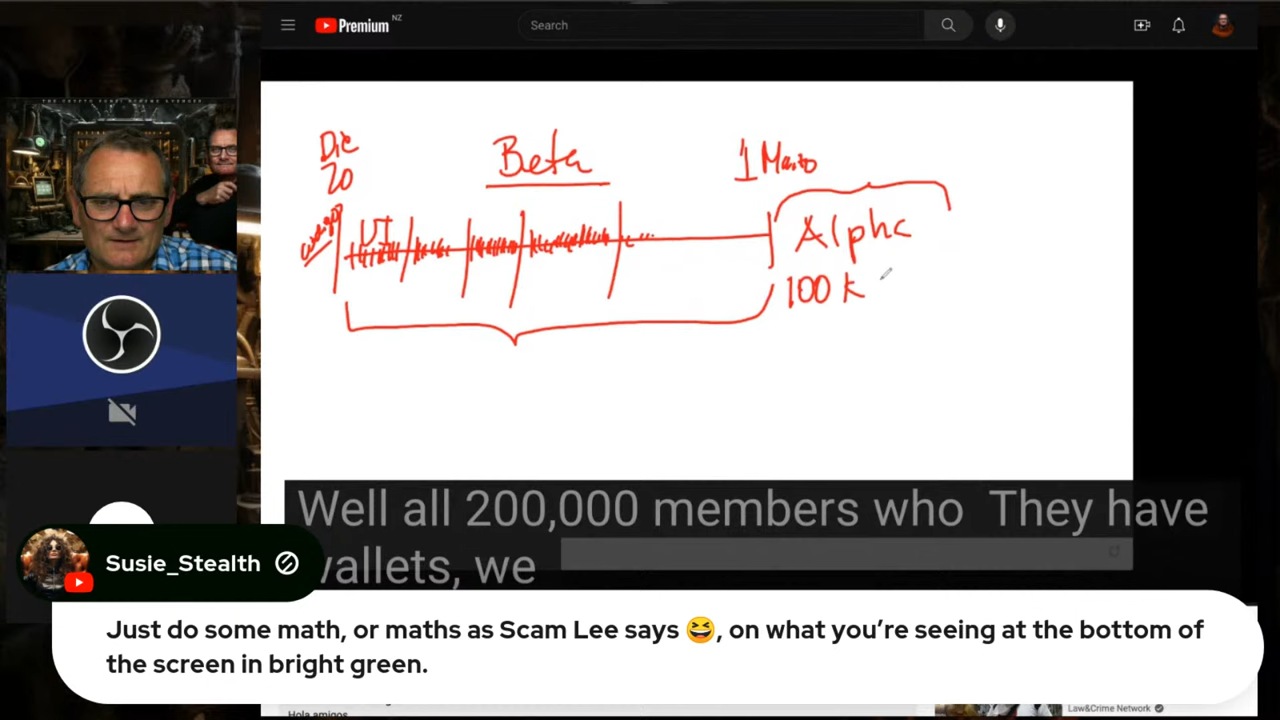 THE CRYPTO
Premium NZ
Search
Dic
20
Beta
1 Marzo
Alpha
100 K
Well all 200,000 members who They have
wallets, we
Susie_Stealth
Just do some math, or maths as Scam Lee says 😆, on what you’re seeing at the bottom of
the screen in bright green.
Hola amigos
Law&Crime Network